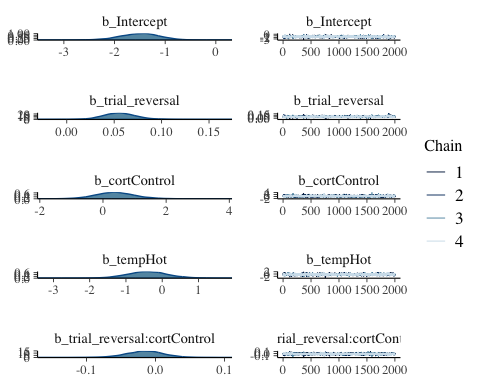 b_Intercept b_Intercept
-3 -2 -1 0 0 500 1000 1500 2000
b_trial_reversal b_trial_reversal
0.00 0.05 0.10 0.15 0 500 1000 1500 2000
Chain
1
2
3
4
b_cortControl b_cortControl
-2 0 2 4 0 500 1000 1500 2000
b_tempHot b_tempHot
-3 -2 -1 0 1 0 500 1000 1500 2000
b_trial_reversal:cortControl rial_reversal:cortCont
-0.1 0.0 0.1 0 500 1000 1500 2000